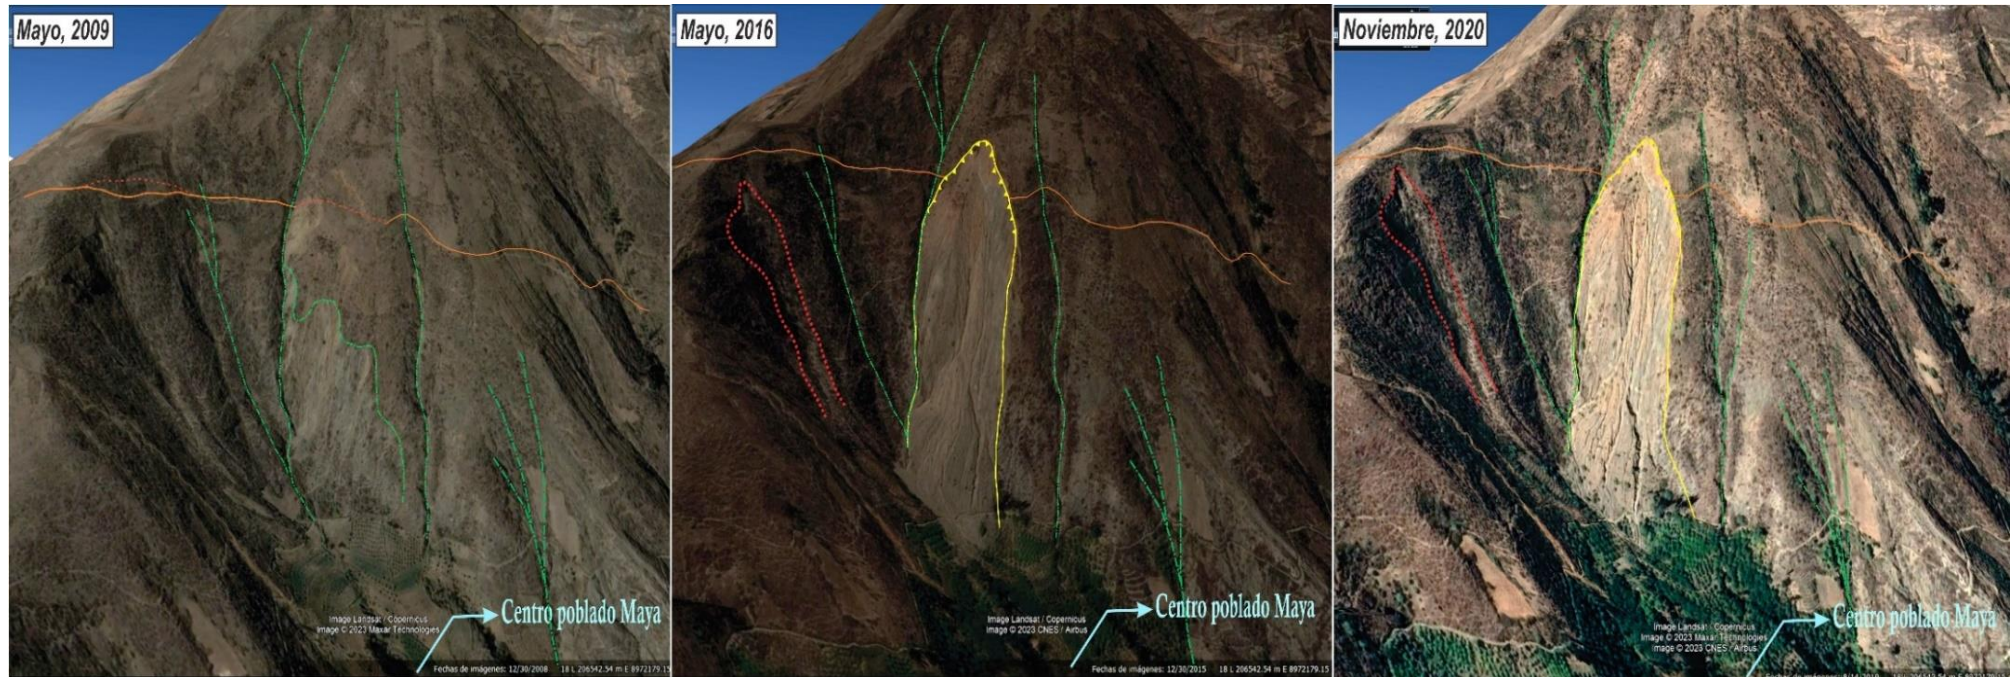 Mayo, 2009
Centro poblado Maya
Image Landsat / Copernicus
Image © 2023 Maxar Technologies
Fechas de imágenes: 12/30/2008 18 L 206542.54 m E 8972179.15
Mayo, 2016
Centro poblado Maya
Image Landsat / Copernicus
Image © 2023 CNES / Airbus
Fechas de imágenes: 12/30/2015 18 L 206542.54 m E 8972179.15
Noviembre, 2020
Centro poblado Maya
Image Landsat / Copernicus
Image © 2023 Maxar Technologies
Image © 2023 CNES / Airbus